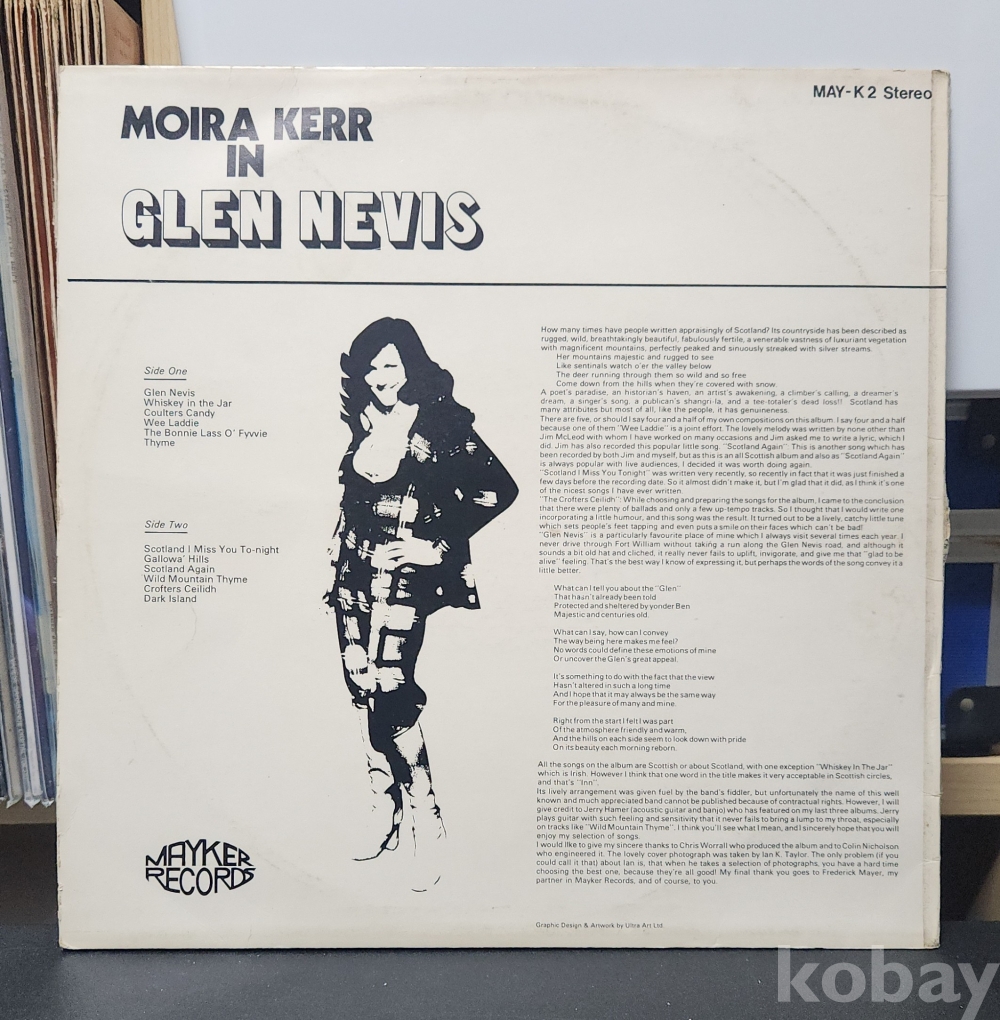 MAY-K 2 Stereo
MOIRA KERR
IN
GLEN NEVIS
Side One
Glen Nevis
Whiskey in the Jar
Coulters Candy
Wee Laddie
The Bonnie Lass O' Fyvvie
Thyme
Side Two
Scotland I Miss You To-night
Gallowa' Hills
Scotland Again
Wild Mountain Thyme
Crofters Ceilidh
Dark Island
MAYKER
RECORDS
How many times have people written appraisingly of Scotland? Its countryside has been described as
rugged, wild, breathtakingly beautiful, fabulously fertile, a venerable vastness of luxuriant vegetation
with magnificent mountains, perfectly peaked and sinuously streaked with silver streams.
Her mountains majestic and rugged to see
Like sentinals watch o'er the valley below
The deer running through them so wild and so free
Come down from the hills when they're covered with snow.
A poet's paradise, an historian's haven, an artist's awakening, a climber's calling, a dreamer's
dream, a singer's song, a publican's shangri-la, and a tee-totaler's dead loss!! Scotland has
many attributes but most of all, like the people, it has genuineness.
There are five, or should I say four and a half of my own compositions on this album. I say four and a half
because one of them "Wee Laddie" is a joint effort. The lovely melody was written by none other than
Jim McLeod with whom I have worked on many occasions and Jim asked me to write a lyric, which I
did. Jim has also recorded this popular little song. "Scotland Again": This is another song which has
been recorded by both Jim and myself, but as this is an all Scottish album and also as "Scotland Again"
is always popular with live audiences, I decided it was worth doing again.
"Scotland I Miss You Tonight" was written very recently, so recently in fact that it was just finished a
few days before the recording date. So it almost didn't make it, but I'm glad that it did, as I think it's one
of the nicest songs I have ever written.
"The Crofters Ceilidh": While choosing and preparing the songs for the album, I came to the conclusion
that there were plenty of ballads and only a few up-tempo tracks. So I thought that I would write one
incorporating a little humour, and this song was the result. It turned out to be a lively, catchy little tune
which sets people's feet tapping and even puts a smile on their faces which can't be bad!
"Glen Nevis" is a particularly favourite place of mine which I always visit several times each year. I
never drive through Fort William without taking a run along the Glen Nevis road, and although it
sounds a bit old hat and cliched, it really never fails to uplift, invigorate, and give me that "glad to be
alive" feeling. That's the best way I know of expressing it, but perhaps the words of the song convey it a
little better.
What can I tell you about the "Glen"
That haun't already been told
Protected and sheltered by yonder Ben
Majestic and centuries old.
What can I say, how can I convey
The way being here makes me feel?
No words could define these emotions of mine
Or uncover the Glen's great appeal.
It's something to do with the fact that the view
Hasn't altered in such a long time
And I hope that it may always be the same way
For the pleasure of many and mine.
Right from the start I felt I was part
Of the atmosphere friendly and warm,
And the hills on each side seem to look down with pride
On its beauty each morning reborn.
All the songs on the album are Scottish or about Scotland, with one exception "Whiskey In The Jar"
which is Irish. However I think that one word in the title makes it very acceptable in Scottish circles,
and that's "Inn".
Its lively arrangement was given fuel by the band's fiddler, but unfortunately the name of this well
known and much appreciated band cannot be published because of contractual rights. However, I will
give credit to Jerry Hamer (acoustic guitar and banjo) who has featured on my last three albums. Jerry
plays guitar with such feeling and sensitivity that it never fails to bring a lump to my throat, especially
on tracks like "Wild Mountain Thyme". I think you'll see what I mean, and I sincerely hope that you will
enjoy my selection of songs.
I would like to give my sincere thanks to Chris Worrall who produced the album and to Colin Nicholson
who engineered it. The lovely cover photograph was taken by Ian K. Taylor. The only problem (if you
could call it that) about Ian is, that when he takes a selection of photographs, you have a hard time
choosing the best one, because they're all good! My final thank you goes to Frederick Mayer, my
partner in Mayker Records, and of course, to you.
Graphic Design & Artwork by Ultra Art Ltd.
kobay